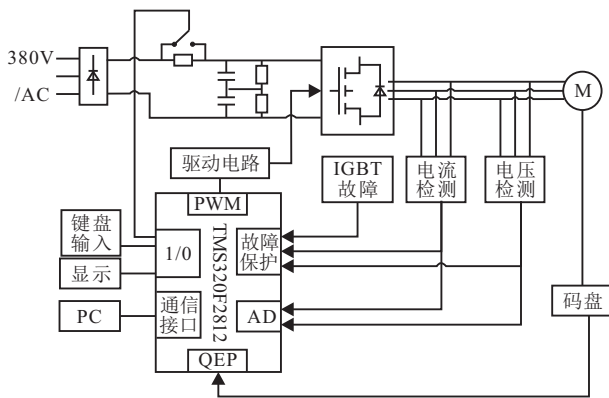 380V
/AC
M
驱动电路
IGBT
故障
电流
检测
电压
检测
PWM
键盘
输入
1/0
故障
保护
TMS320F2812
显示
通信
接口
PC
AD
码盘
QEP